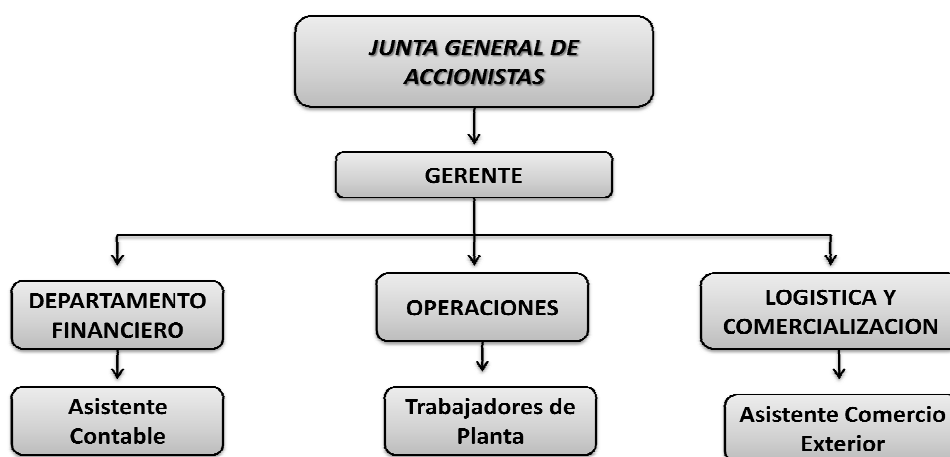 JUNTA GENERAL DE
ACCIONISTAS
GERENTE
DEPARTAMENTO
FINANCIERO
OPERACIONES
LOGISTICA Y
COMERCIALIZACION
Asistente
Contable
Trabajadores de
Planta
Asistente Comercio
Exterior